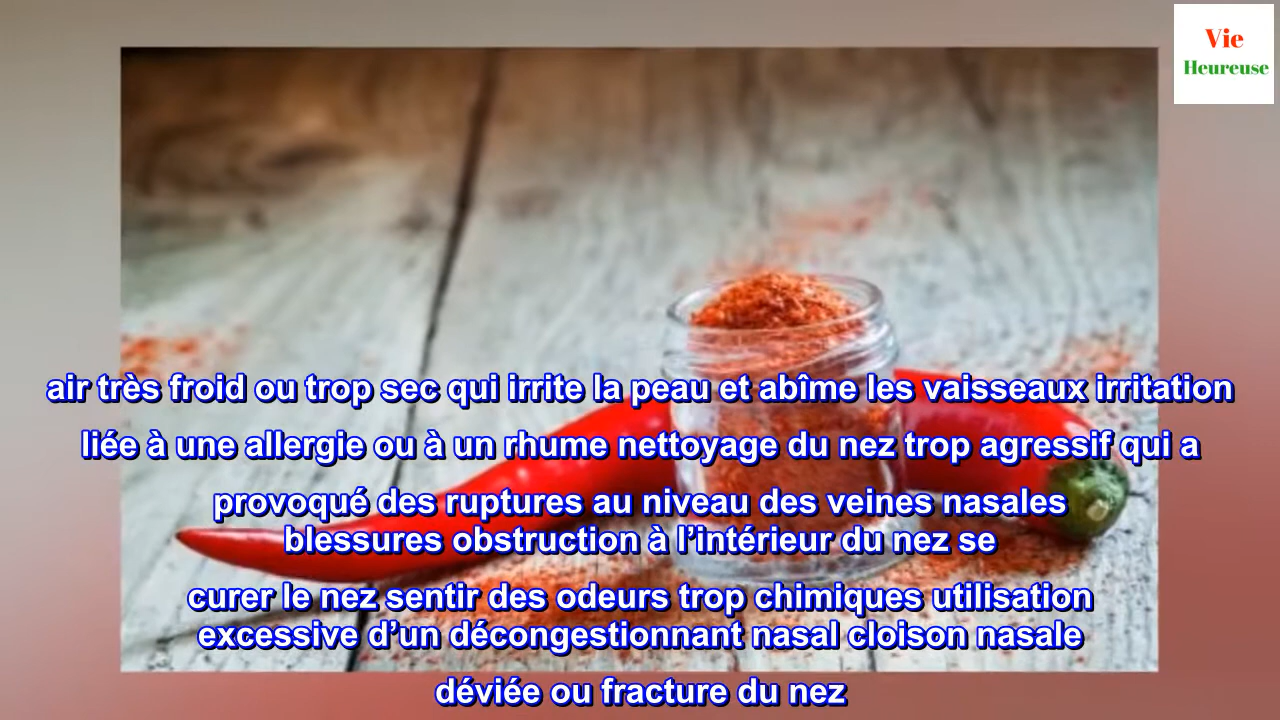 Vie
Heureuse
air très froid ou trop sec qui irrite la peau et abîme les vaisseaux irritation
liée à une allergie ou à un rhume nettoyage du nez trop agressif qui a
provoqué des ruptures au niveau des veines nasales
blessures obstruction à l’intérieur du nez se
curer le nez sentir des odeurs trop chimiques utilisation
excessive d’un décongestionnant nasal cloison nasale
déviée ou fracture du nez